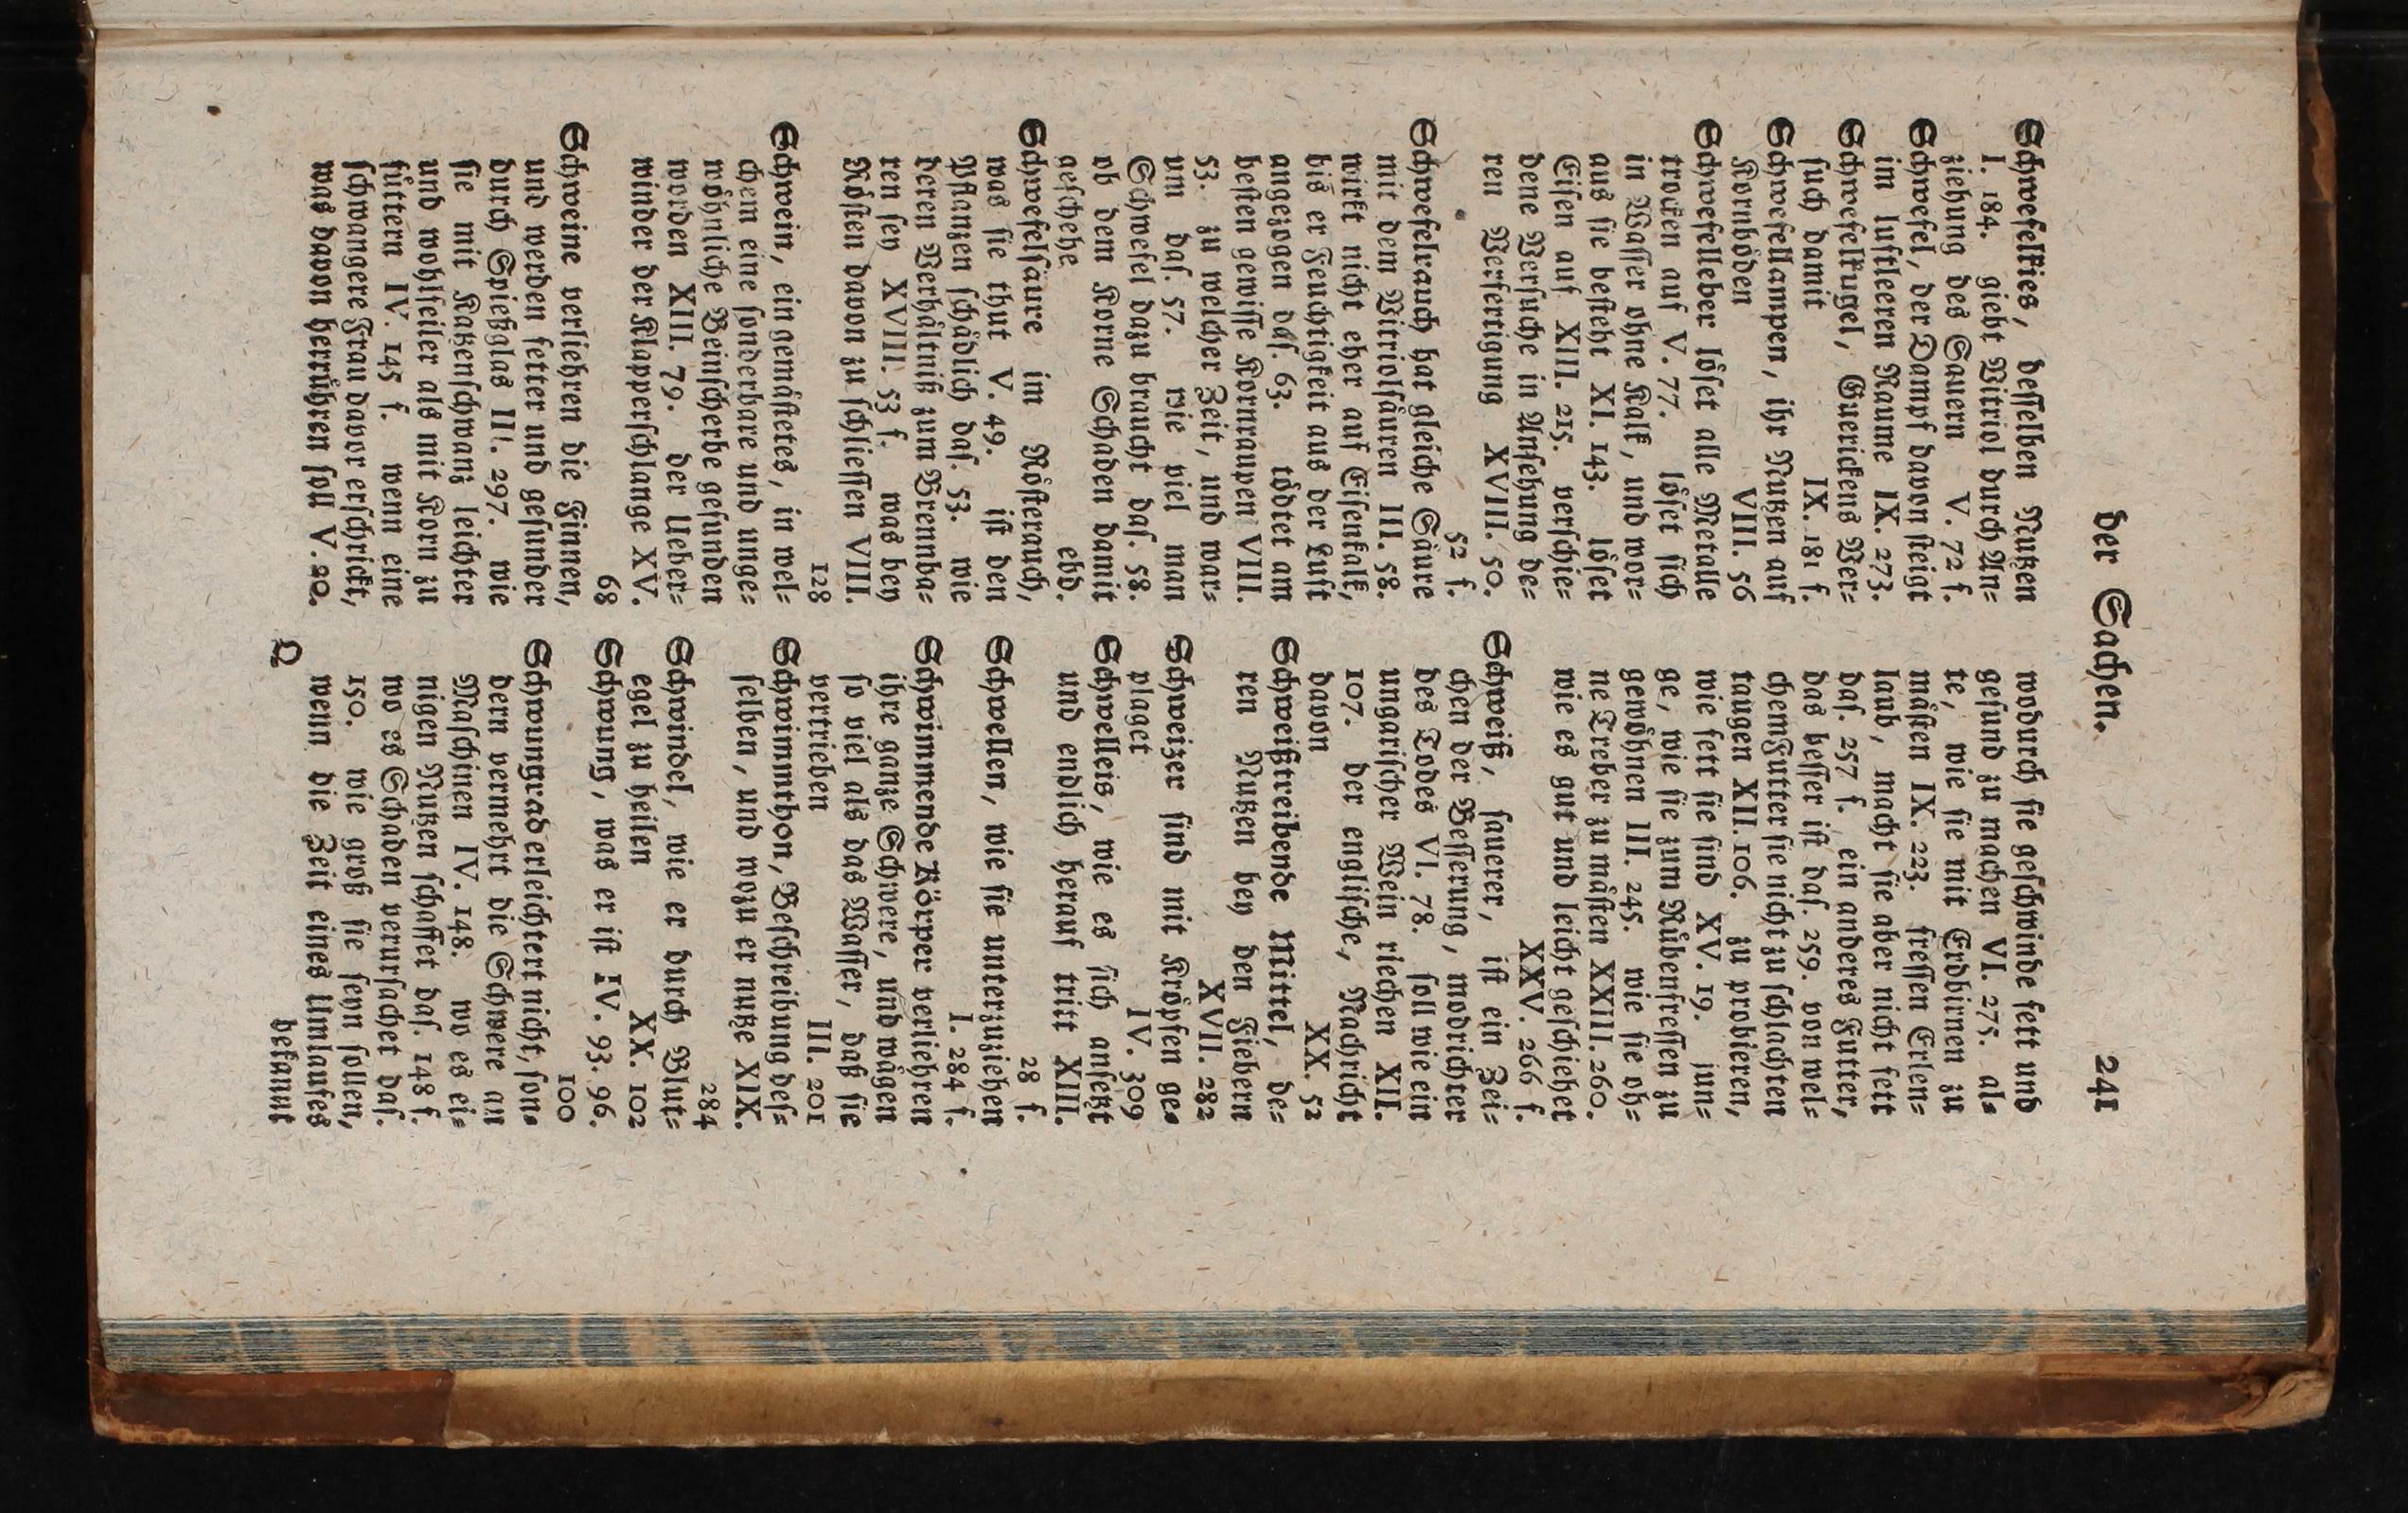 der Sachen. 241
Schwefelkies, desselben Nutzen
I. 184. giebt Vitriol durch An=
ziehung des Sauern V. 72 f.
Schwefel, der Dampf davon steigt
im luftleeren Raume IX. 273.
Schwefelkugel, Guerickens Ver=
such damit IX. 181 f.
Schwefellampen, ihr Nutzen auf
Kornböden VIII. 56
Schwefelleber löset alle Metalle
trocken auf V. 77. löset sich
in Wasser ohne Kalk, und wor=
aus sie besteht XI. 143. löset
Eisen auf XIII. 215. verschie=
dene Versuche in Ansehung de=
ren Verfertigung XVIII. 50.
52 f.
Schwefelrauch hat gleiche Säure
mit dem Vitriolsäuren III. 58.
wirkt nicht eher auf Eisenkalk,
bis er Feuchtigkeit aus der Luft
angezogen das. 63. tödtet am
besten gewisse Kornraupen VIII.
53. zu welcher Zeit, und war=
um das. 57. wie viel man
Schwefel dazu braucht das. 58.
ob dem Korne Schaden damit
geschehe ebd.
Schwefelsäure im Rösterauch,
was sie thut V. 49. ist den
Pflanzen schädlich das. 53. wie
deren Verhältniß zum Brennba=
ren sey XVIII. 53 f. was bey
Rösten davon zu schliessen VIII.
128
Schwein, ein gemästetes, in wel=
chem eine sonderbare und unge=
wöhnliche Beinscherbe gefunden
worden XIII. 79. der Ueber=
winder der Klapperschlange XV.
68
Schweine verliehren die Finnen,
und werden fetter und gesunder
durch Spießglas II. 297. wie
sie mit Katzenschwanz leichter
und wohlfeiler als mit Korn zu
füttern IV. 145 f. wenn eine
schwangere Frau davor erschrickt,
was davon herrühren soll V. 20.
wodurch sie geschwinde fett und
gesund zu machen VI. 275. al=
te, wie sie mit Erdbirnen zu
mästen IX. 223. fressen Erlen=
laub, macht sie aber nicht fett
das. 257 f. ein anderes Futter,
das besser ist das. 259. von wel=
chem Futter sie nicht zu schlachten
taugen XII. 106. zu probieren,
wie fett sie sind XV. 19. jun=
ge, wie sie zum Rübenfressen zu
gewöhnen III. 245. wie sie oh=
ne Treber zu mästen XXIII. 260.
wie es gut und leicht geschiehet
XXV. 266 f.
Schweiß, sauerer, ist ein Zei=
chen der Besserung, modrichter
des Todes VI. 78. soll wie ein
ungarischer Wein riechen XII.
107. der englische, Nachricht
davon XX. 52
Schweißtreibende Mittel, de=
ren Nutzen bey den Fiebern
XVII. 282
Schweizer sind mit Kröpfen ge=
plaget IV. 309
Schwelleis, wie es sich ansetzt
und endlich herauf tritt XIII.
28 f.
Schwellen, wie sie unterzuziehen
I. 284 f.
Schwimmende Körper verliehren
ihre ganze Schwere, und wägen
so viel als das Wasser, daß sie
vertrieben III. 201
Schwimmthon, Beschreibung des=
selben, und wozu er nutze XIX.
284
Schwindel, wie er durch Blut=
egel zu heilen XX. 102
Schwung, was er ist IV. 93. 96.
100
Schwungrad erleichtert nicht, son=
dern vermehrt die Schwere an
Maschinen IV. 148. wo es ei=
nigen Nutzen schaffet das. 148 f.
wo es Schaden verursachet das.
150. wie groß sie seyn sollen,
wenn die Zeit eines Umlaufes
Q bekannt